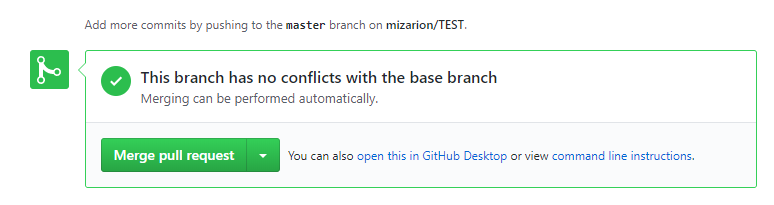 Add more commits by pushing to the master branch on mizarion/TEST.
This branch has no conflicts with the base branch
Merging can be performed automatically.
Merge pull request
You can also open this in GitHub Desktop or view command line instructions.